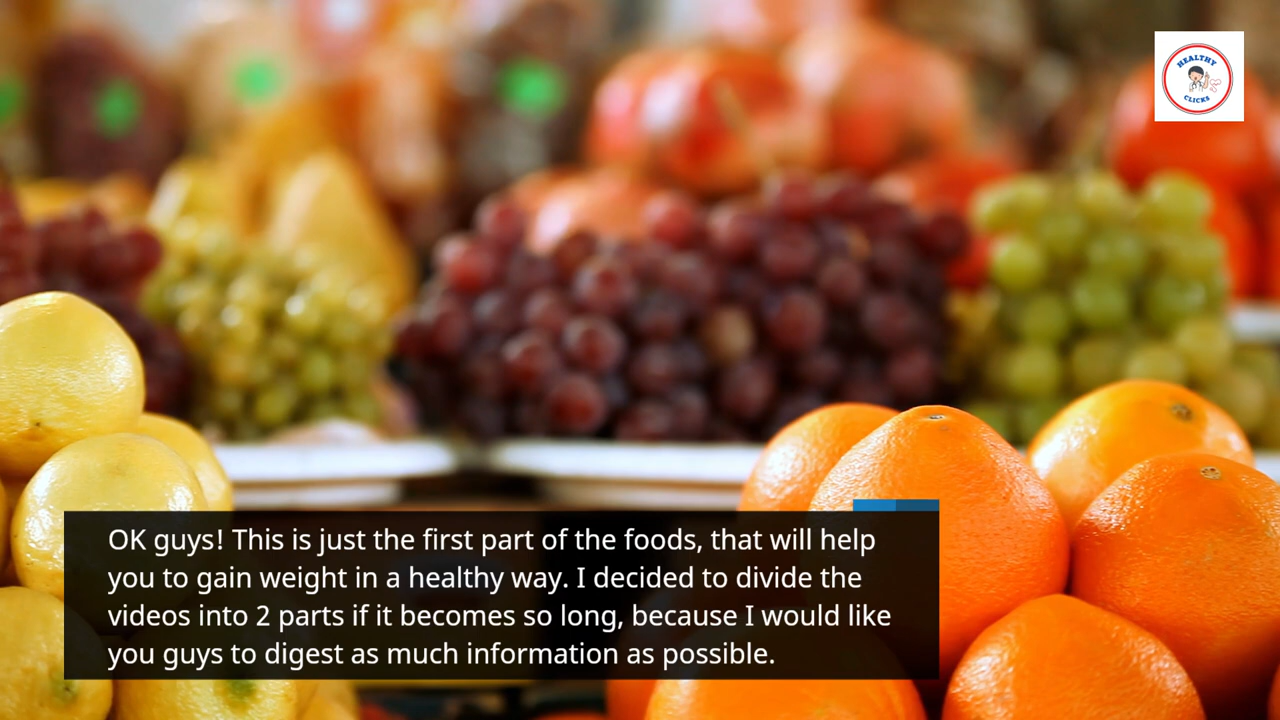 HEALTHY
CLICKS
OK guys! This is just the first part of the foods, that will help
you to gain weight in a healthy way. I decided to divide the
videos into 2 parts if it becomes so long, because I would like
you guys to digest as much information as possible.